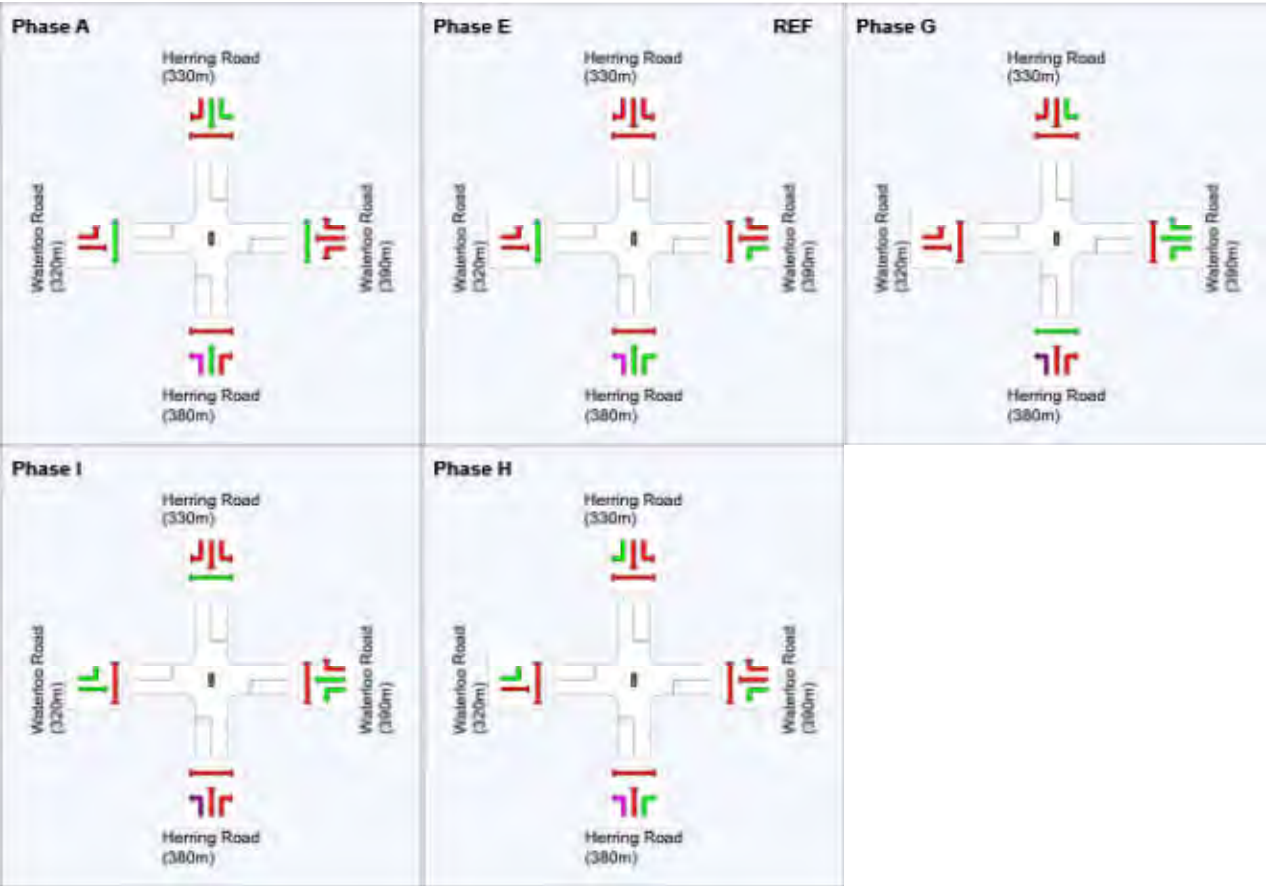 Phase A
Herring Road
(330m)
Waterloo Road
(320m)
Waterloo Road
(390m)
Herring Road
(380m)
Phase E
REF
Herring Road
(330m)
Waterloo Road
(320m)
Waterloo Road
(390m)
Herring Road
(380m)
Phase G
Herring Road
(330m)
Waterloo Road
(320m)
Waterloo Road
(390m)
Herring Road
(380m)
Phase I
Herring Road
(330m)
Waterloo Road
(320m)
Waterloo Road
(390m)
Herring Road
(380m)
Phase H
Herring Road
(330m)
Waterloo Road
(320m)
Waterloo Road
(390m)
Herring Road
(380m)